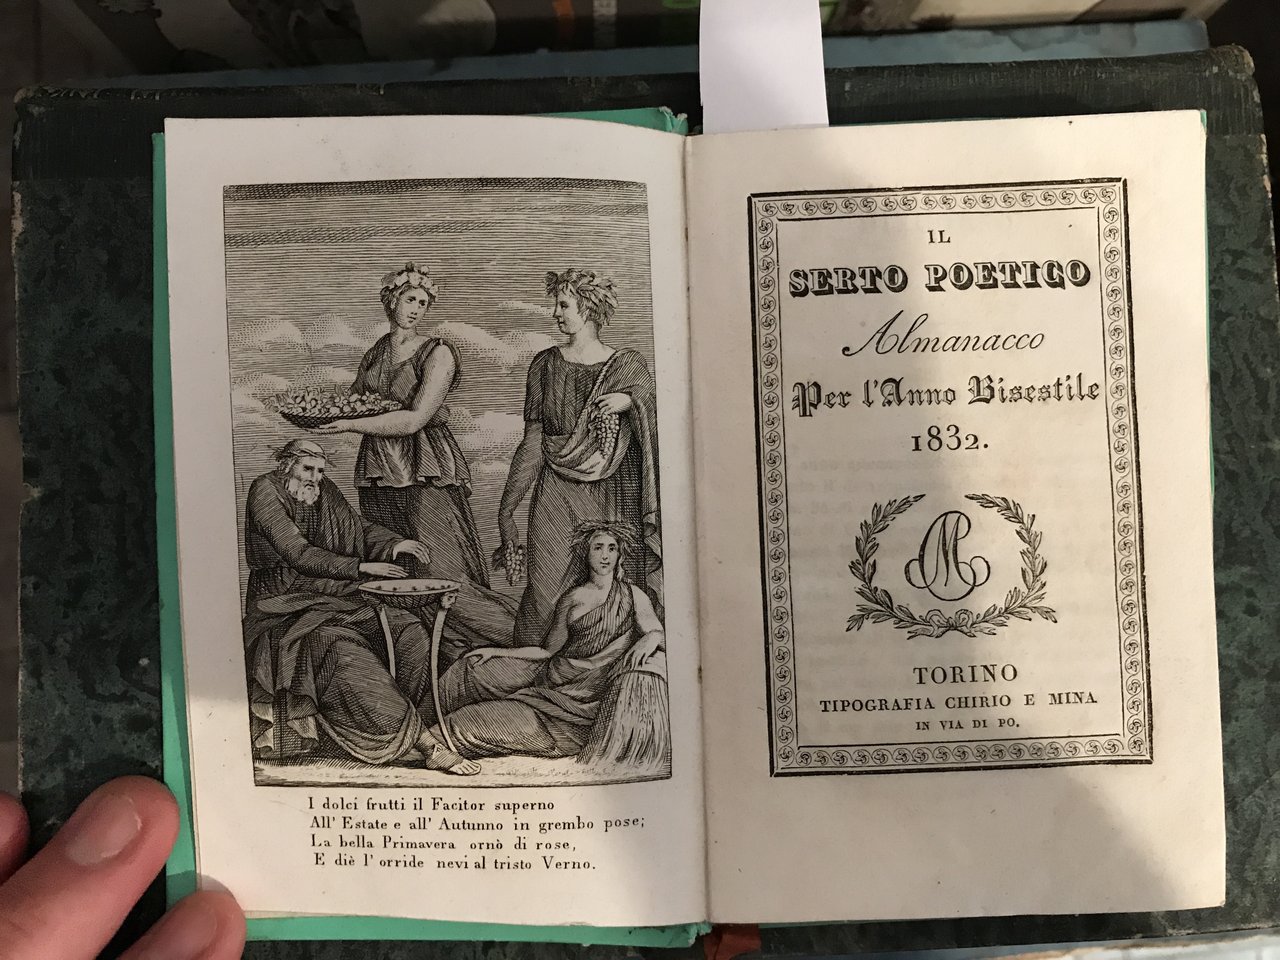 I dolci frutti il Facitor superno
All' Estate e all' Autunno in grembo pose;
La bella Primavera ornò di rose,
E diè l' orride nevi al tristo Verno.
IL
SERTO POETICO
Almanacco
Per l'Anno Bisestile
1832.
TORINO
TIPOGRAFIA CHIRIO E MINA
IN VIA DI PO.